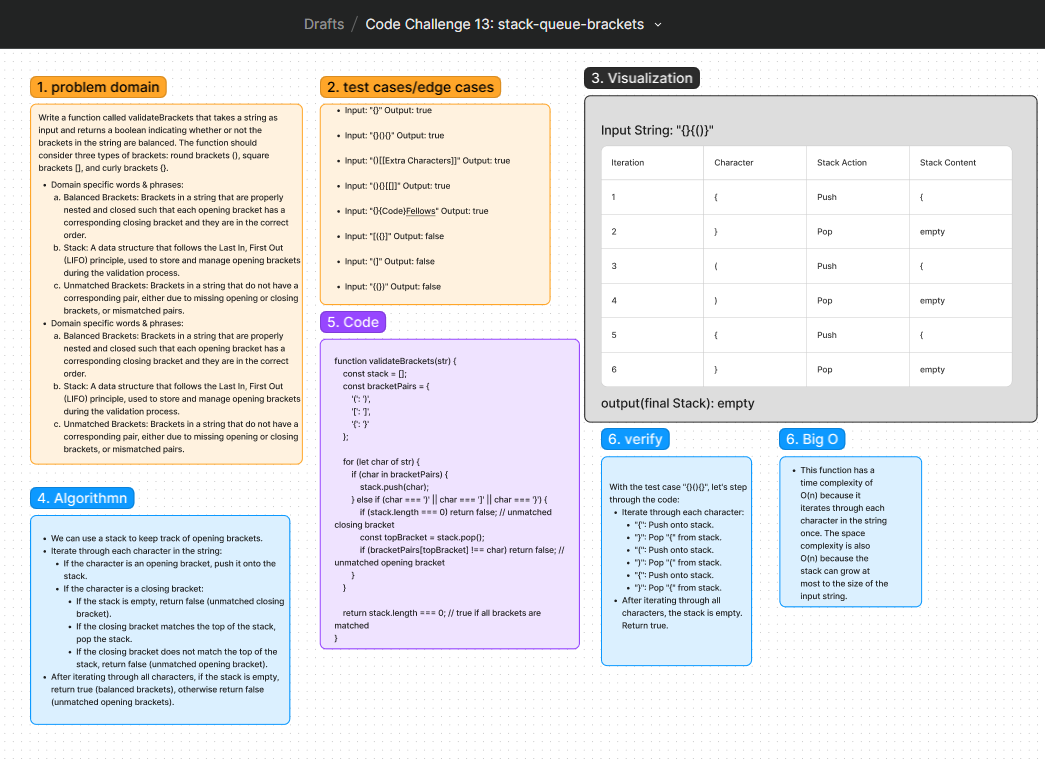 Drafts / Code Challenge 13: stack-queue-brackets
1. problem domain
Write a function called validateBrackets that takes a string as
input and returns a boolean indicating whether or not the
brackets in the string are balanced. The function should
consider three types of brackets: round brackets (), square
brackets [], and curly brackets {}.
• Domain specific words & phrases:
a. Balanced Brackets: Brackets in a string that are properly
nested and closed such that each opening bracket has a
corresponding closing bracket and they are in the correct
order.
b. Stack: A data structure that follows the Last In, First Out
(LIFO) principle, used to store and manage opening brackets
during the validation process.
c. Unmatched Brackets: Brackets in a string that do not have a
corresponding pair, either due to missing opening or closing
brackets, or mismatched pairs.
• Domain specific words & phrases:
a. Balanced Brackets: Brackets in a string that are properly
nested and closed such that each opening bracket has a
corresponding closing bracket and they are in the correct
order.
b. Stack: A data structure that follows the Last In, First Out
(LIFO) principle, used to store and manage opening brackets
during the validation process.
c. Unmatched Brackets: Brackets in a string that do not have a
corresponding pair, either due to missing opening or closing
brackets, or mismatched pairs.
2. test cases/edge cases
• Input: "{}" Output: true
• Input: "{}(){}" Output: true
• Input: "()[[Extra Characters]]" Output: true
• Input: "(){}[[]]" Output: true
• Input: "{}{Code}[Fellows](())" Output: true
• Input: "[({}]" Output: false
• Input: "(]" Output: false
• Input: "{(})" Output: false
3. Visualization
Input String: "{}{(})"
Iteration Character Stack Action Stack Content
1 { Push {
2 } Pop empty
3 ( Push {
4 ) Pop empty
5 { Push {
6 } Pop empty
output(final Stack): empty
4. Algorithmn
• We can use a stack to keep track of opening brackets.
• Iterate through each character in the string:
• If the character is an opening bracket, push it onto the
stack.
• If the character is a closing bracket:
• If the stack is empty, return false (unmatched closing
bracket).
• If the closing bracket matches the top of the stack,
pop the stack.
• If the closing bracket does not match the top of the
stack, return false (unmatched opening bracket).
• After iterating through all characters, if the stack is empty,
return true (balanced brackets), otherwise return false
(unmatched opening brackets).
5. Code
function validateBrackets(str) {
const stack = [];
const bracketPairs = {
'(': ')',
'[': ']',
'{': '}'
};
for (let char of str) {
if (char in bracketPairs) {
stack.push(char);
} else if (char === ')' || char === ']' || char === '}') {
if (stack.length === 0) return false; // unmatched
closing bracket
const topBracket = stack.pop();
if (bracketPairs[topBracket] !== char) return false; //
unmatched opening bracket
}
}
return stack.length === 0; // true if all brackets are
matched
}
6. verify
With the test case "{}(){}", let's step
through the code:
• Iterate through each character:
• "{": Push onto stack.
• "}": Pop "{" from stack.
• "(": Push onto stack.
• ")": Pop "(" from stack.
• "{": Push onto stack.
• "}": Pop "{" from stack.
• After iterating through all
characters, the stack is empty.
Return true.
6. Big O
• This function has a
time complexity of
O(n) because it
iterates through each
character in the string
once. The space
complexity is also
O(n) because the
stack can grow at
most to the size of the
input string.